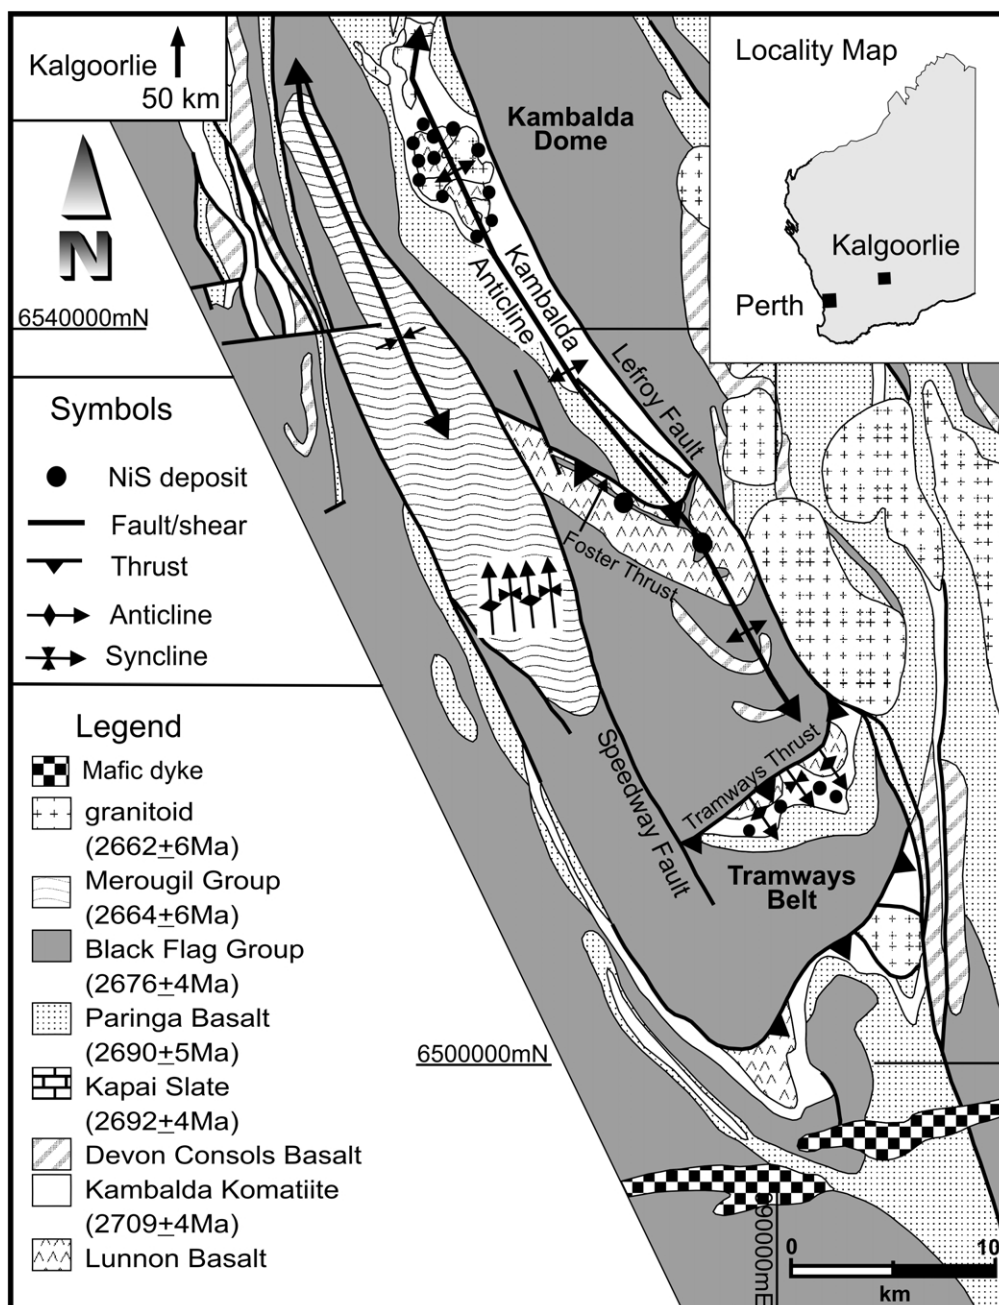 Kalgoorlie
50 km
N
6540000mN
Kambalda
Dome
Locality Map
Kalgoorlie
Perth
Kambalda
Anticline
Lefroy Fault
Foster Thrust
Speedway Fault
Tramways Thrust
Tramways
Belt
6500000mN
390000mE
Symbols
NiS deposit
Fault/shear
Thrust
Anticline
Syncline
Legend
Mafic dyke
granitoid
(2662±6Ma)
Merougil Group
(2664±6Ma)
Black Flag Group
(2676±4Ma)
Paringa Basalt
(2690±5Ma)
Kapai Slate
(2692±4Ma)
Devon Consols Basalt
Kambalda Komatiite
(2709±4Ma)
Lunnon Basalt
0 10
km